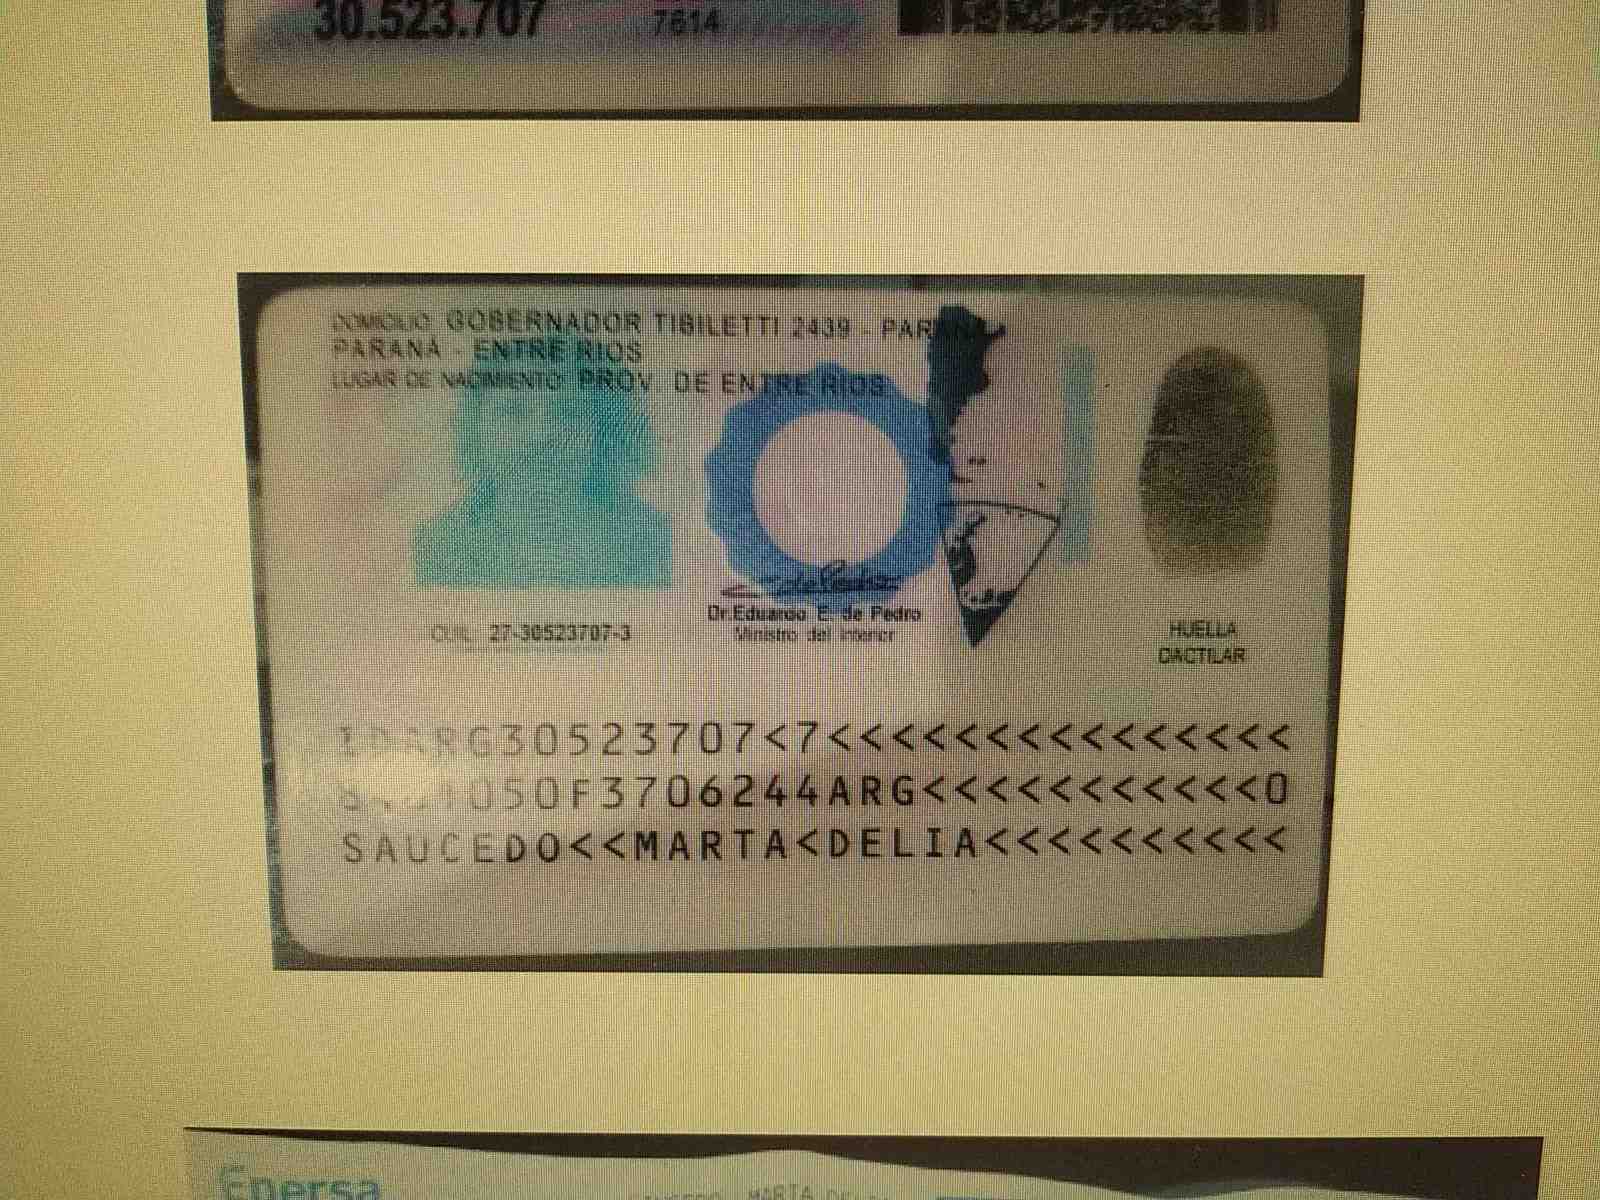 30.523.707
7614
DOMICILIO: GOBERNADOR TIBILETTI 2439 - PARANA
PARANÁ - ENTRE RIOS
LUGAR DE NACIMIENTO: PROV. DE ENTRE RIOS
CUIL: 27-30523707-3
Dr. Eduardo E. de Pedro
Ministro del Interior
HUELLA
DACTILAR
IDARG30523707<7<<<<<<<<<<<<<<<
050F3706244ARG<<<<<<<<<<<0
SAUCEDO<<MARTA<DELIA<<<<<<<<<<
Enersa
MARTA